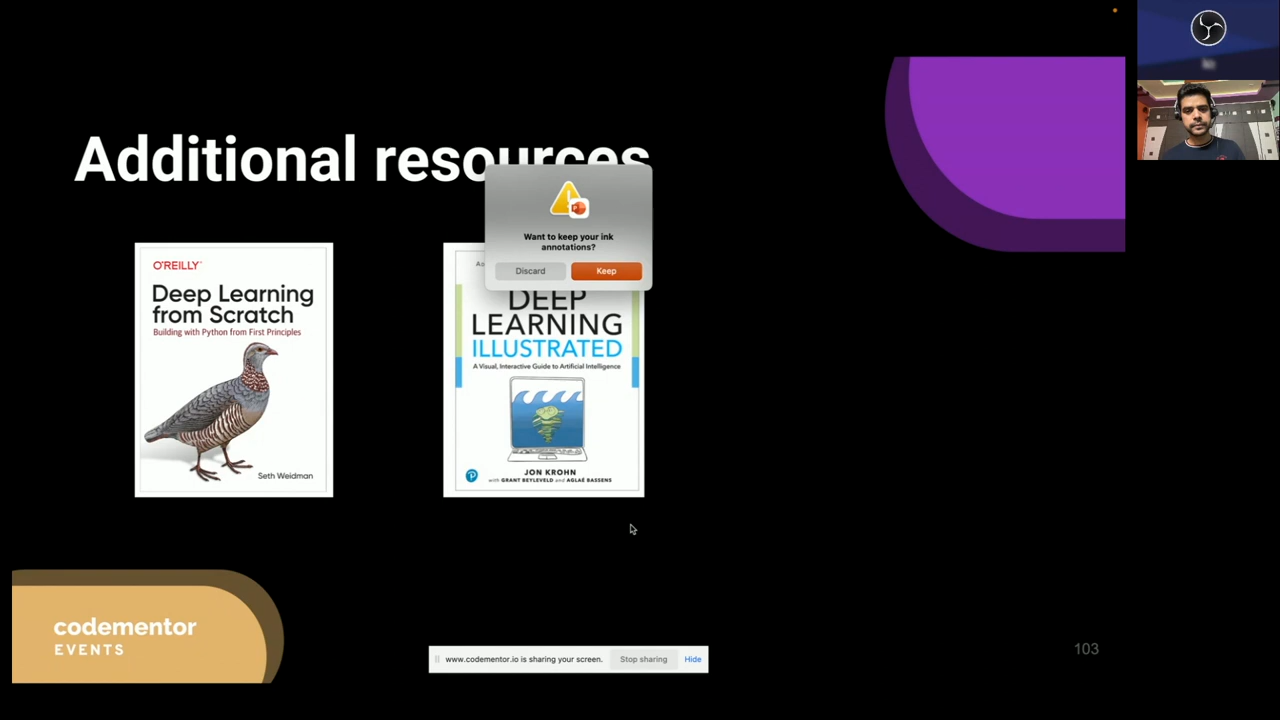 Additional resources
Want to keep your ink
annotations?
Discard
Keep
O'REILLY
Deep Learning
from Scratch
Building with Python from First Principles
Seth Weidman
DEEP
LEARNING
ILLUSTRATED
A Visual, Interactive Guide to Artificial Intelligence
JON KROHN
with GRANT BEYLEVELD and AGLAÉ BASSENS
codementor
EVENTS
www.codementor.io is sharing your screen.
Stop sharing
Hide
103